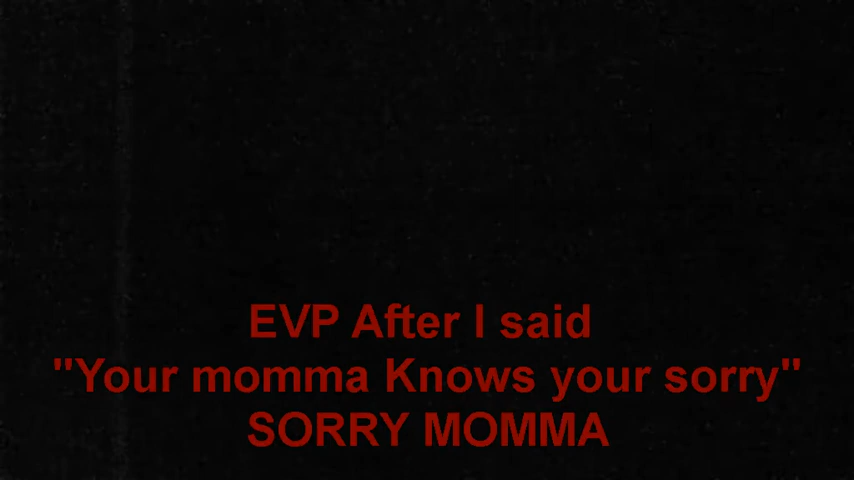 EVP After I said
"Your momma Knows your sorry"
SORRY MOMMA